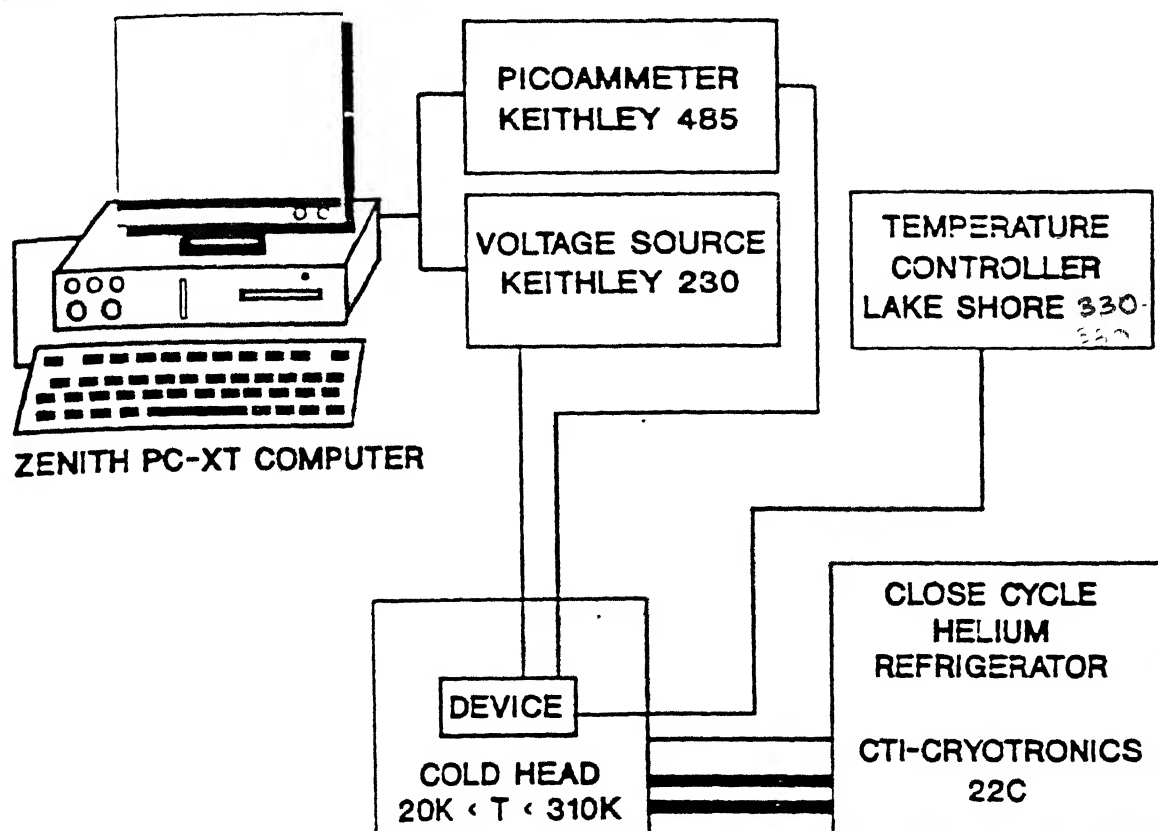 PICOAMMETER
KEITHLEY 485
VOLTAGE SOURCE
KEITHLEY 230
TEMPERATURE
CONTROLLER
LAKE SHORE 330
ZENITH PC-XT COMPUTER
DEVICE
COLD HEAD
20K < T < 310K
CLOSE CYCLE
HELIUM
REFRIGERATOR
CTI-CRYOTRONICS
22C